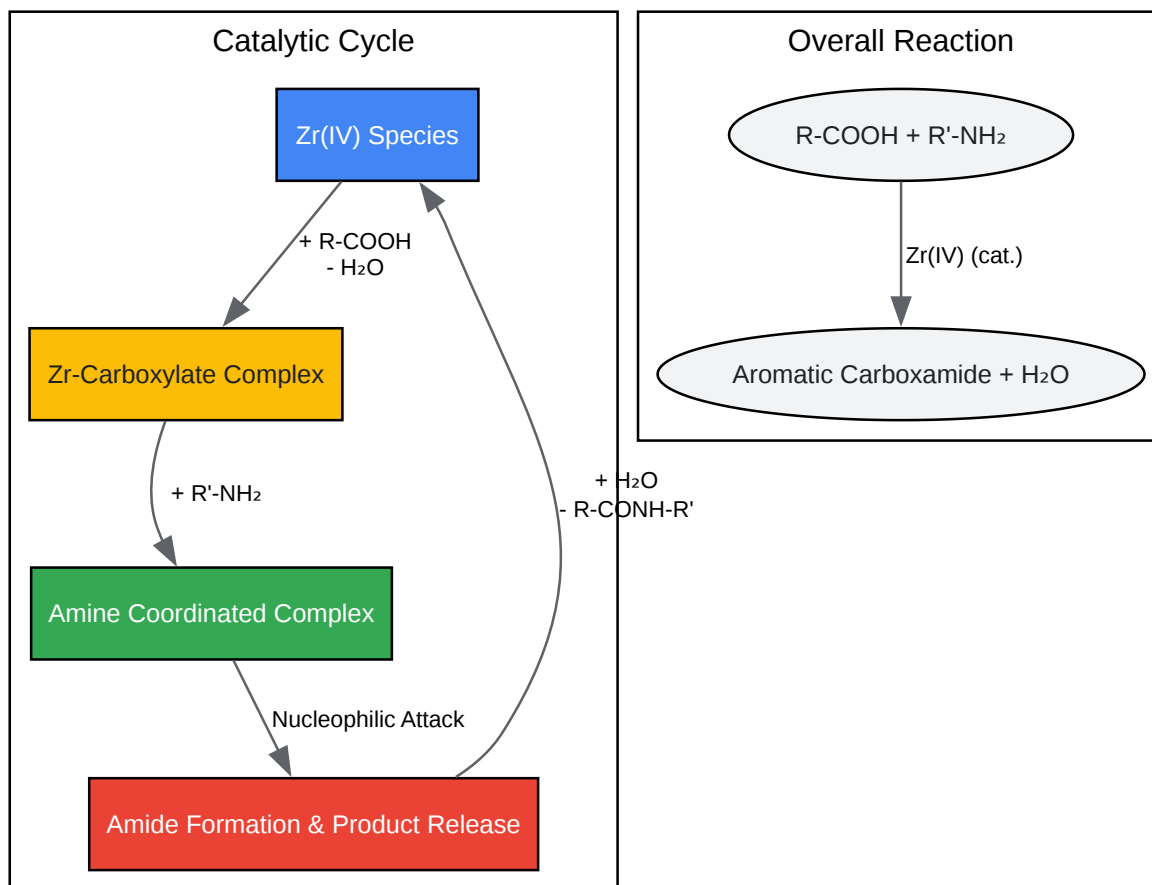 Catalytic Cycle
Zr(IV) Species
+ R-COOH
- H₂O
Zr-Carboxylate Complex
+ R'-NH₂
Amine Coordinated Complex
Nucleophilic Attack
Amide Formation & Product Release
+ H₂O
- R-CONH-R'
Overall Reaction
R-COOH + R'-NH₂
Zr(IV) (cat.)
Aromatic Carboxamide + H₂O